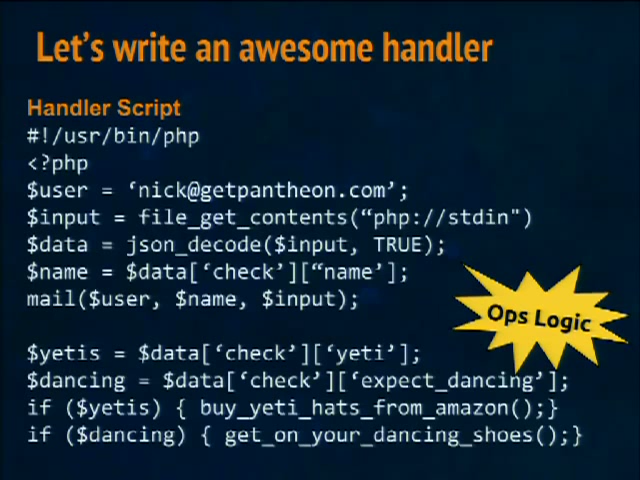 Let's write an awesome handler
Handler Script
#!/usr/bin/php
<?php
$user = ‘nick@getpantheon.com’;
$input = file_get_contents(“php://stdin")
$data = json_decode($input, TRUE);
$name = $data[‘check’][“name’];
mail($user, $name, $input);
Ops Logic
$yetis = $data[‘check’][‘yeti’];
$dancing = $data[‘check’][‘expect_dancing’];
if ($yetis) { buy_yeti_hats_from_amazon();}
if ($dancing) { get_on_your_dancing_shoes();}